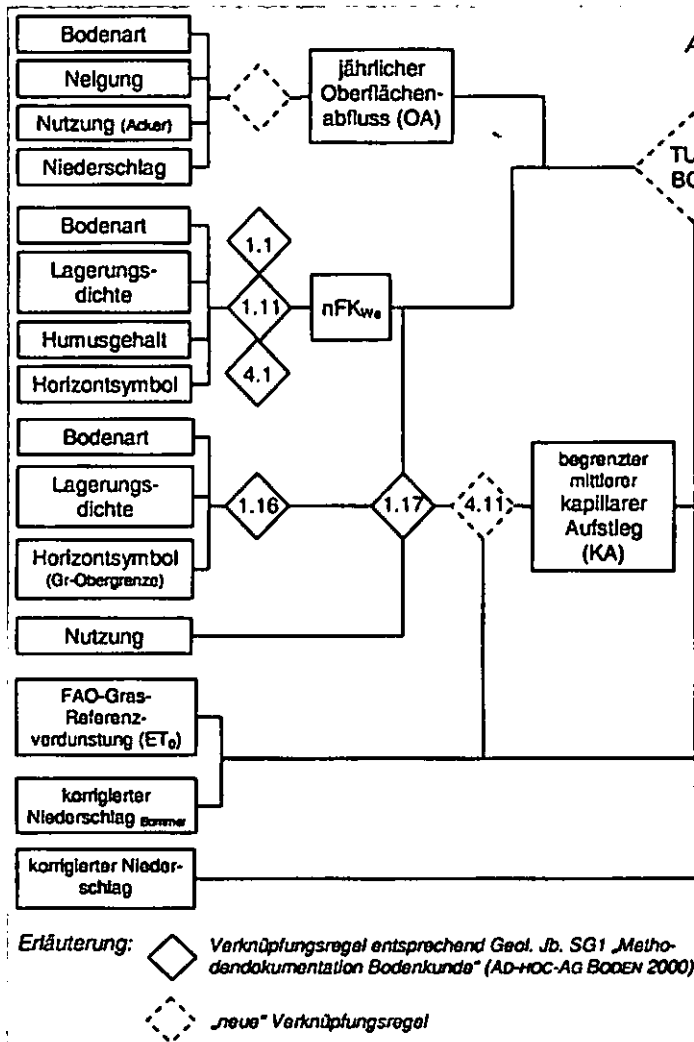 Bodenart
Nelgung
Nutzung (Acker)
Niederschlag
jährlicher
Oberflächen-
abfluss (OA)
A
TU
BO
Bodenart
Lagerungs-
dichte
Humusgehalt
Horizontsymbol
1.1
1.11
4.1
nFKWe
Bodenart
Lagerungs-
dichte
Horizontsymbol
(Gr-Obergrenze)
1.16
1.17
4.11
begrenzter
mittlerer
kapillarer
Aufstieg
(KA)
Nutzung
FAO-Gras-
Referenz-
verdunstung (ET0)
korrigierter
Niederschlag Sommer
korrigierter Nieder-
schlag
Erläuterung:
Verknüpfungsregel entsprechend Geol. Jb. SG1 „Metho-
dendokumentation Bodenkunde“ (AD-HOC-AG BODEN 2000)
„neue“ Verknüpfungsregel